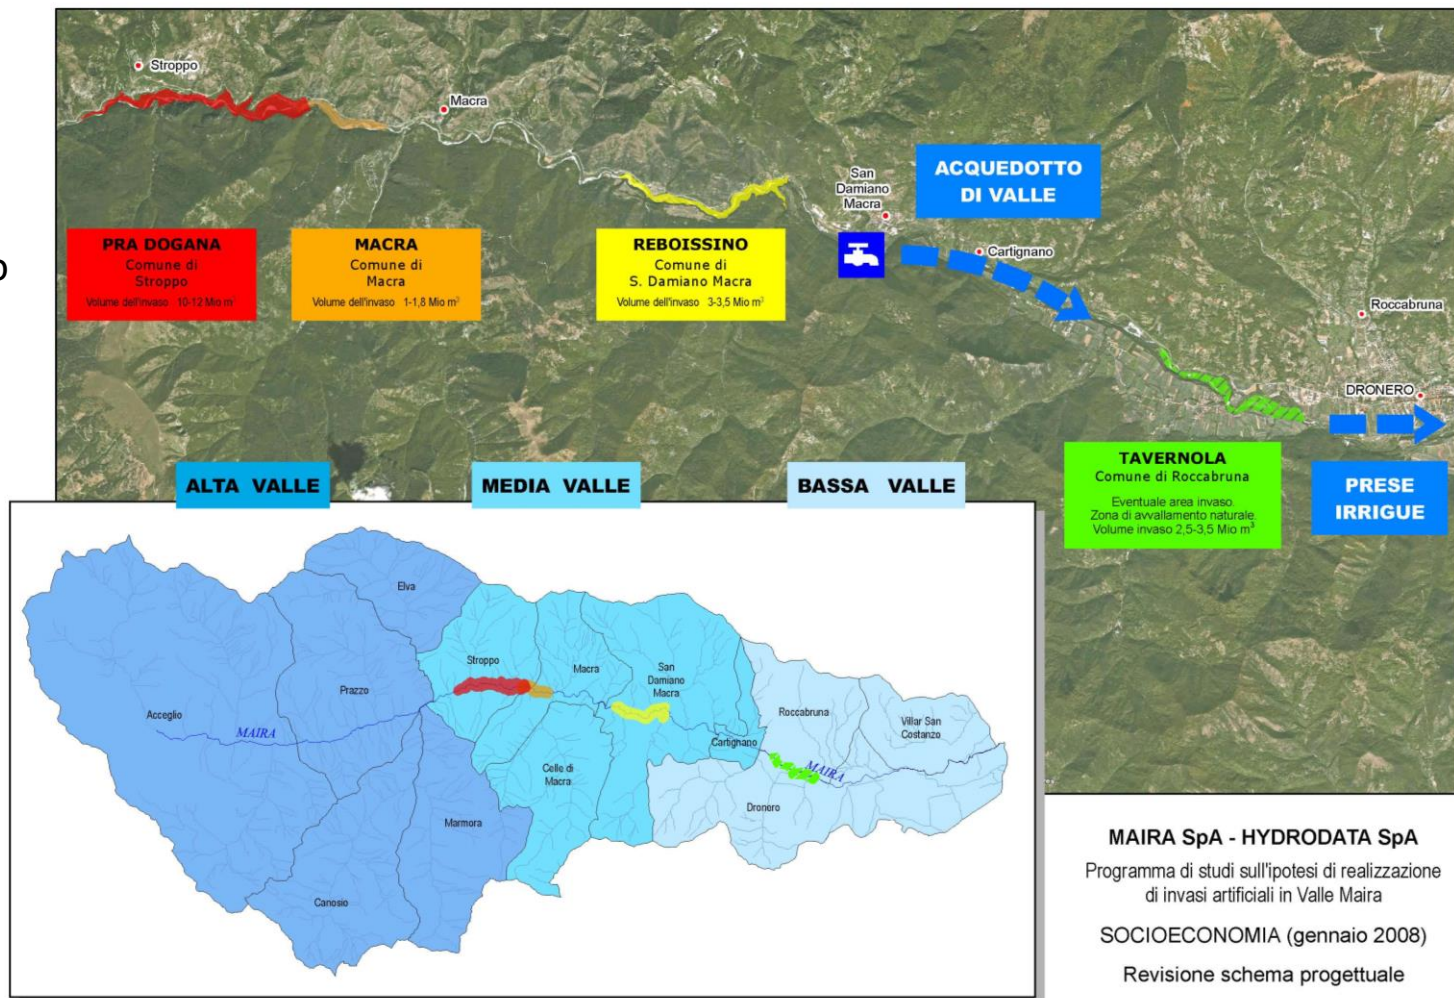 Stroppo
Macra
San
Damiano
Macra
ACQUEDOTTO
DI VALLE
Cartignano
Roccabruna
DRONERO
PRA DOGANA
Comune di
Stroppo
Volume dell'invaso 10-12 Mio m³
MACRA
Comune di
Macra
Volume dell'invaso 1-1,8 Mio m³
REBOISSINO
Comune di
S. Damiano Macra
Volume dell'invaso 3-3,5 Mio m³
o
TAVERNOLA
Comune di Roccabruna
Eventuale area invaso.
Zona di avvallamento naturale.
Volume invaso 2,5-3,5 Mio m³
PRESE
IRRIGUE
ALTA VALLE
MEDIA VALLE
BASSA VALLE
Elva
Stroppo
Macra
San
Damiano
Macra
Prazzo
Acceglio
MAIRA
Roccabruna
Villar San
Costanzo
Cartignano
Celle di
Macra
MAIRA
Dronero
Marmora
Canosio
MAIRA SpA - HYDRODATA SpA
Programma di studi sull'ipotesi di realizzazione
di invasi artificiali in Valle Maira
SOCIOECONOMIA (gennaio 2008)
Revisione schema progettuale